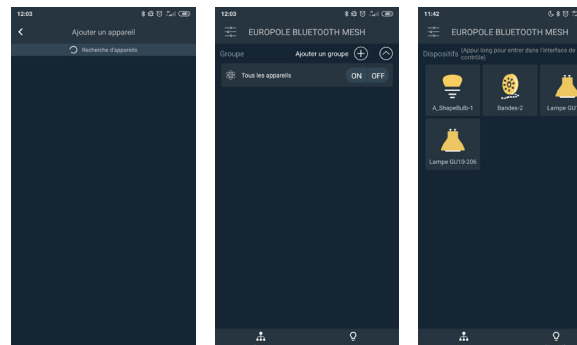 12:03
Ajouter un appareil
Recherche d'appareils
12:03
EUROPOLE BLUETOOTH MESH
Groupe
Ajouter un groupe
Tous les appareils
ON OFF
11:42
EUROPOLE BLUETOOTH MESH
Dispositifs (Appui long pour entrer dans l'interface de
contrôle)
A_ShapeBulb-1
Bandes-2
Lampe GU1
Lampe GU10-206